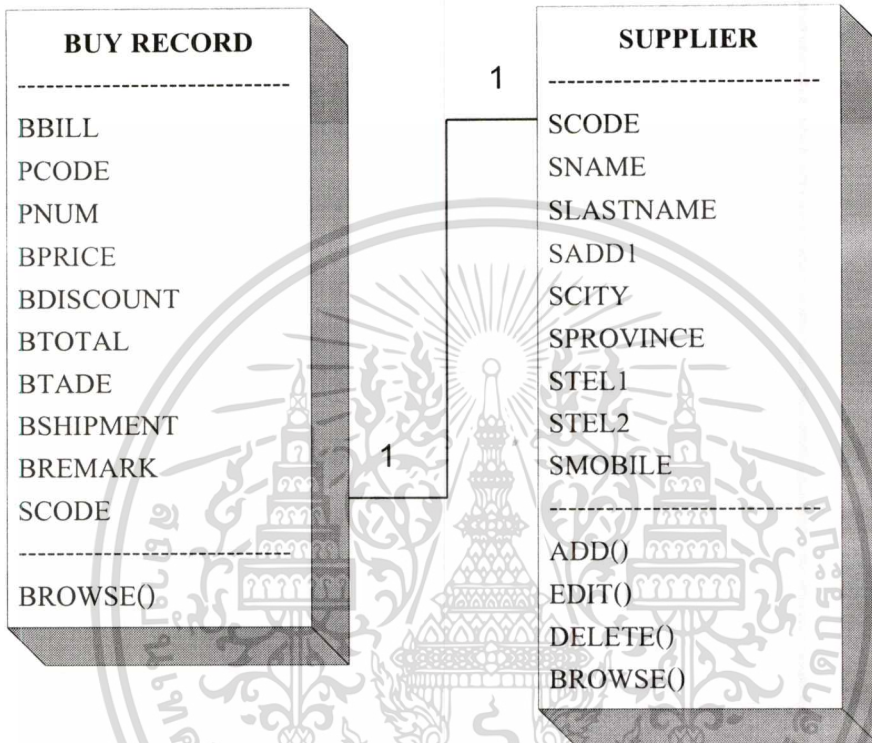 BUY RECORD
--------------------------------
BBILL
PCODE
PNUM
BPRICE
BDISCOUNT
BTOTAL
BTADE
BSHIPMENT
BREMARK
SCODE
--------------------------------
BROWSE()
1
1
SUPPLIER
--------------------------------
SCODE
SNAME
SLASTNAME
SADD1
SCITY
SPROVINCE
STEL1
STEL2
SMOBILE
--------------------------------
ADD()
EDIT()
DELETE()
BROWSE()